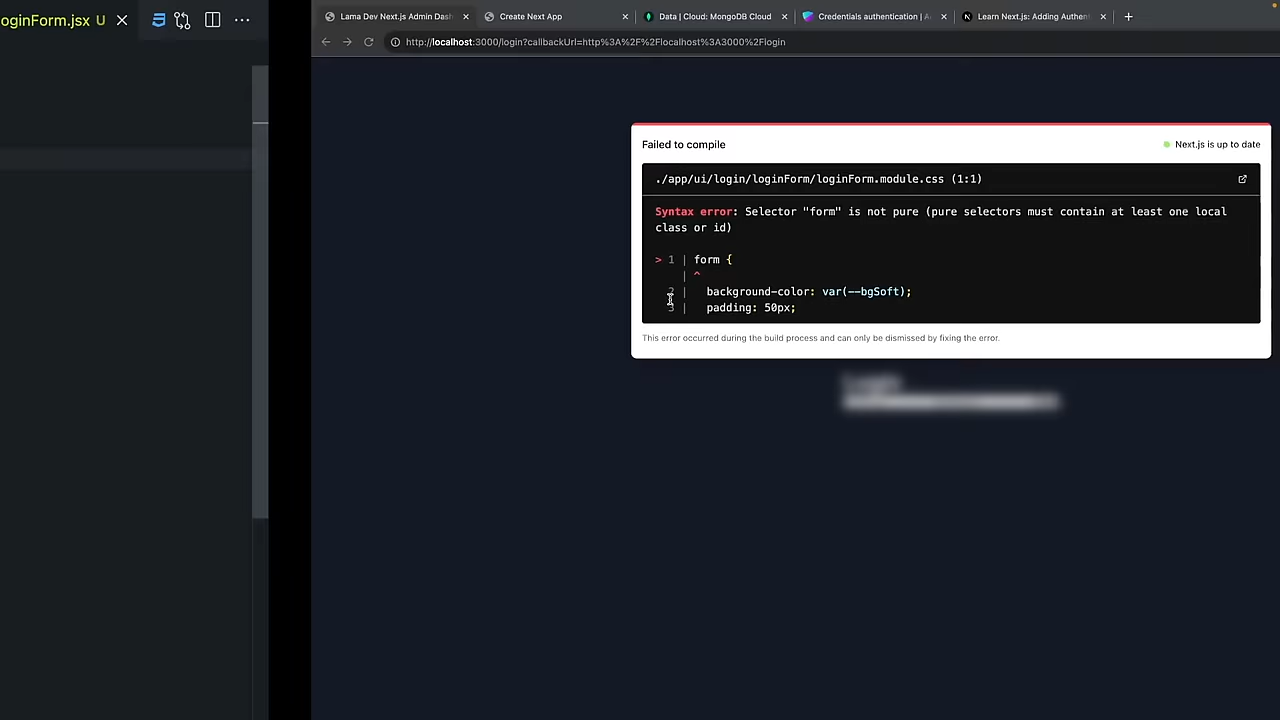 oginForm.jsx U
Lama Dev Next.js Admin Das
Create Next App
Data | Cloud: MongoDB Cloud
Credentials authentication | A
Learn Next.js: Adding Authen
http://localhost:3000/login?callbackUrl=http%3A%2F%2Flocalhost%3A3000%2Flogin
Failed to compile
Next.js is up to date
./app/ui/login/loginForm/loginForm.module.css (1:1)
Syntax error: Selector "form" is not pure (pure selectors must contain at least one local
class or id)
> 1 | form {
| ^
2 | background-color: var(--bgSoft);
3 | padding: 50px;
This error occurred during the build process and can only be dismissed by fixing the error.
Login